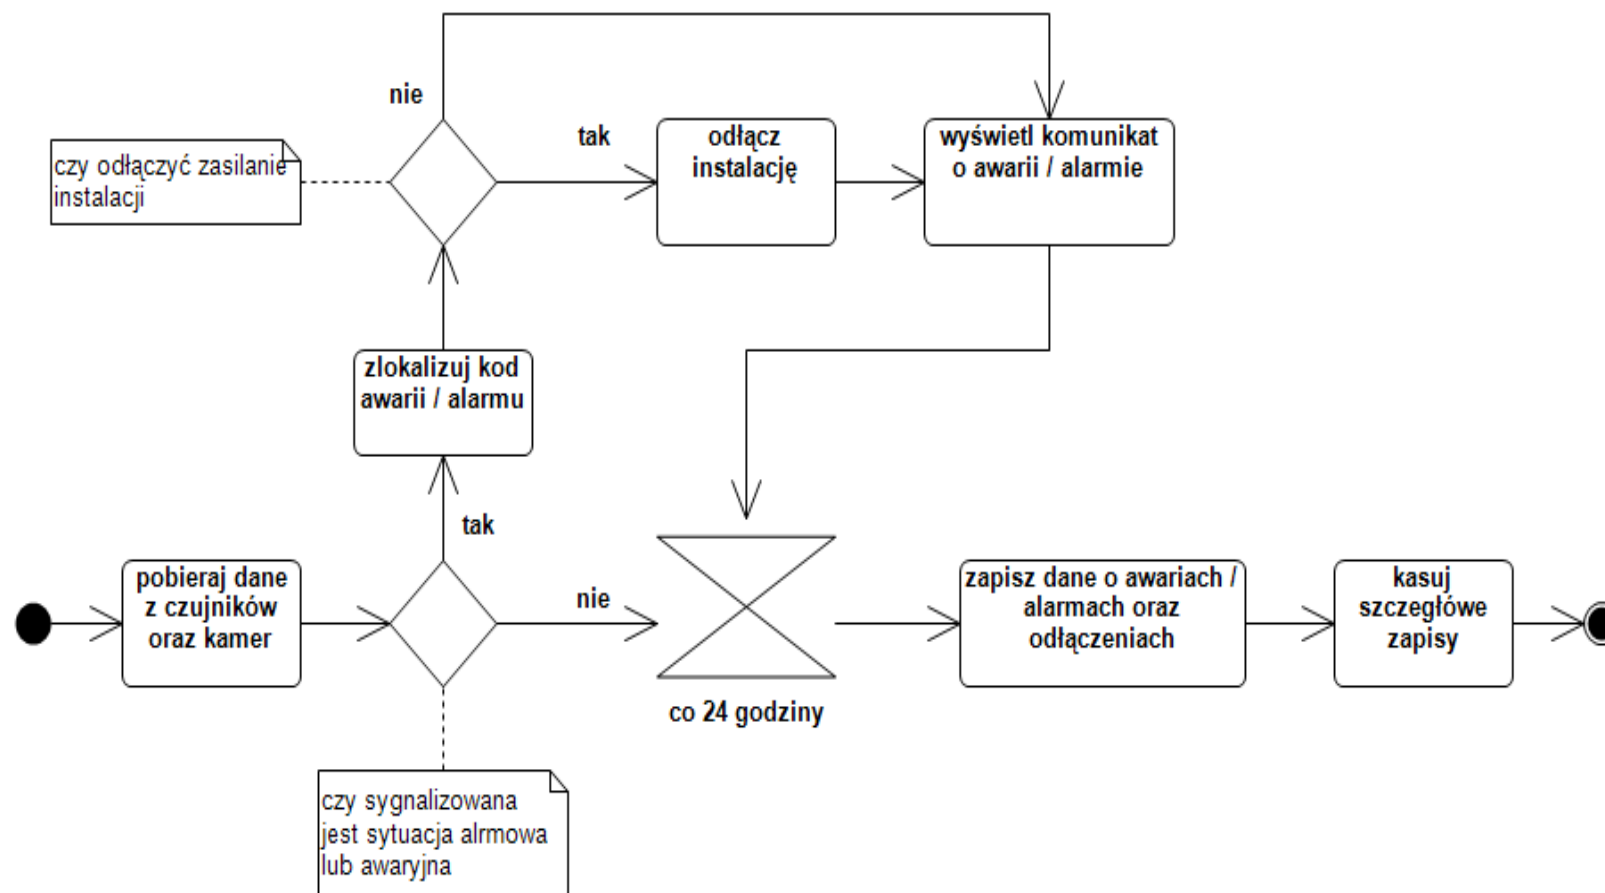 nie
tak
czy odłączyć zasilanie
instalacji
odłącz
instalację
wyświetl komunikat
o awarii / alarmie
zlokalizuj kod
awarii / alarmu
tak
nie
pobieraj dane
z czujników
oraz kamer
co 24 godziny
zapisz dane o awariach /
alarmach oraz
odłączeniach
kasuj
szczegłówe
zapisy
czy sygnalizowana
jest sytuacja alrmowa
lub awaryjna